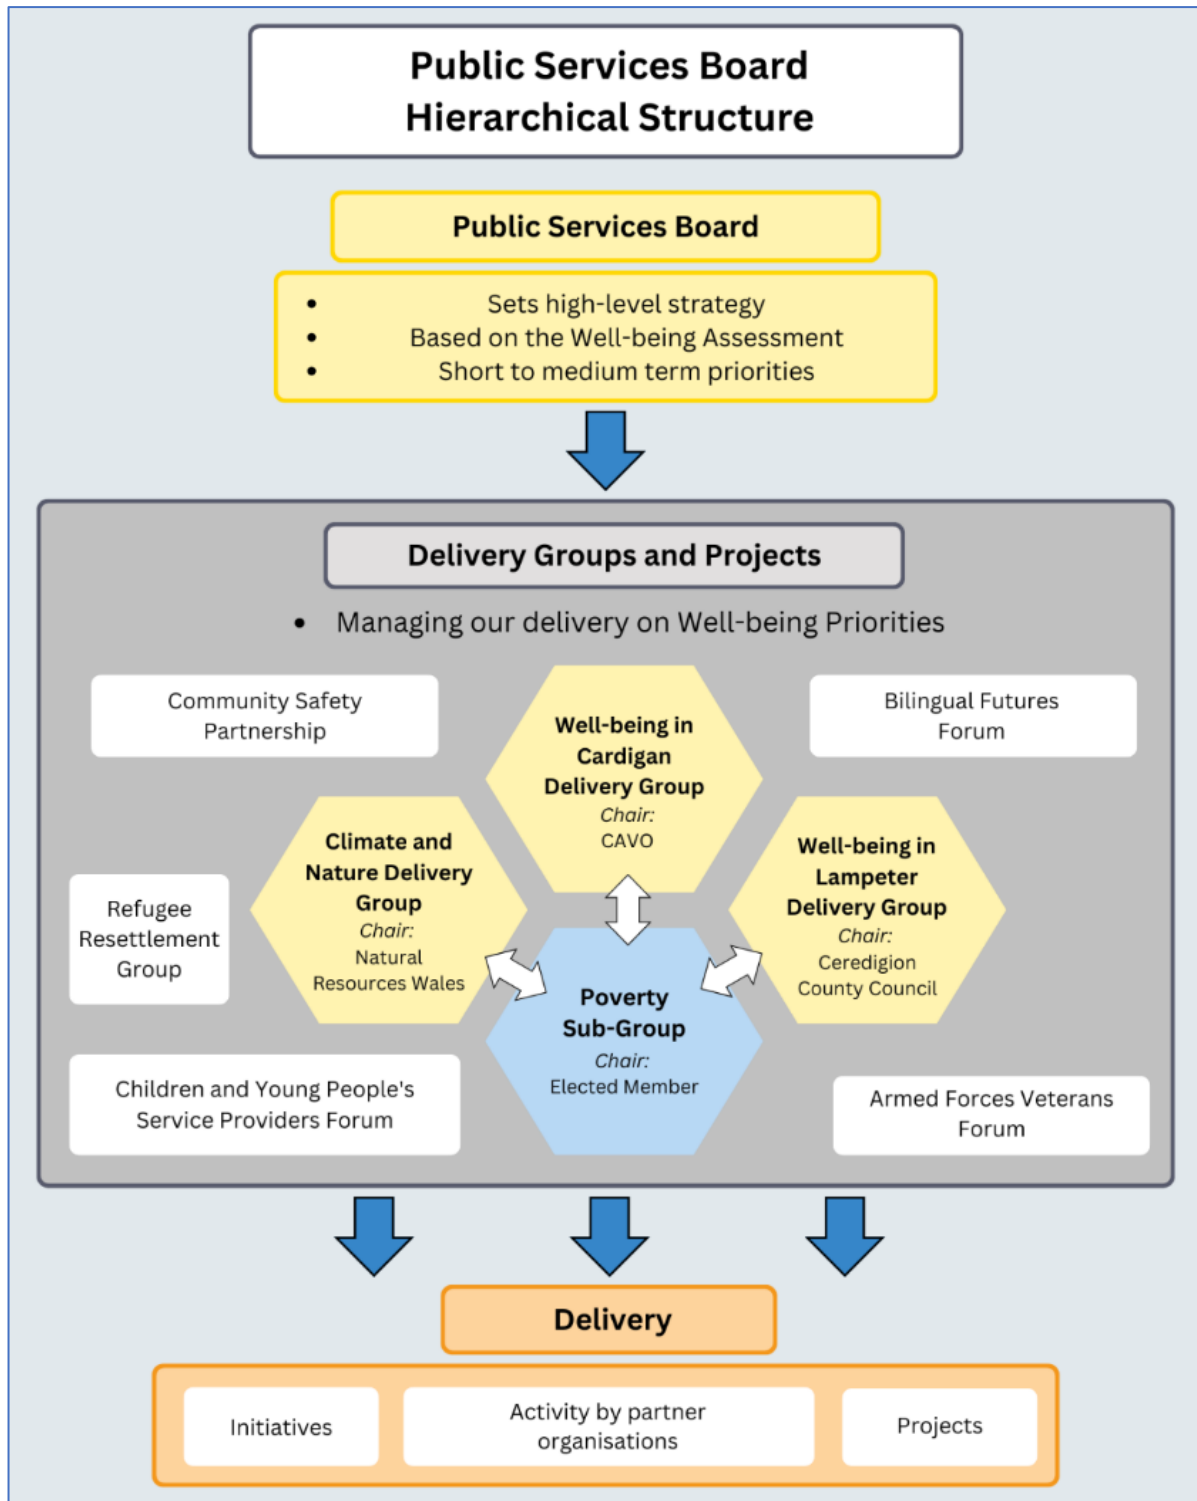 Public Services Board
Hierarchical Structure
Public Services Board
• Sets high-level strategy
• Based on the Well-being Assessment
• Short to medium term priorities
Delivery Groups and Projects
• Managing our delivery on Well-being Priorities
Community Safety
Partnership
Well-being in
Cardigan
Delivery Group
Chair:
CAVO
Bilingual Futures
Forum
Climate and
Nature Delivery
Group
Chair:
Natural
Resources Wales
Well-being in
Lampeter
Delivery Group
Chair:
Ceredigion
County Council
Refugee
Resettlement
Group
Poverty
Sub-Group
Chair:
Elected Member
Children and Young People's
Service Providers Forum
Armed Forces Veterans
Forum
Delivery
Initiatives
Activity by partner
organisations
Projects